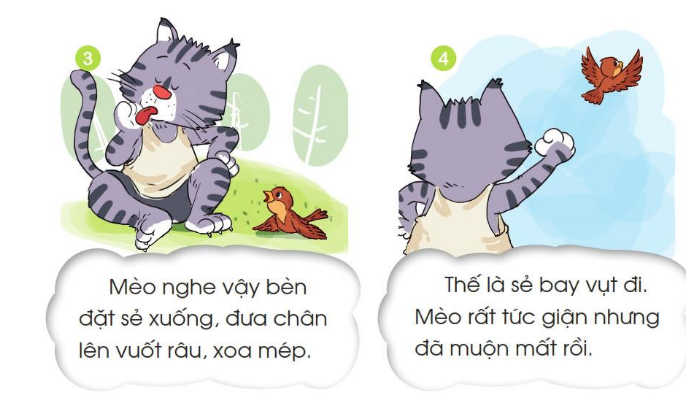 3
Mèo nghe vậy bèn
đặt sẻ xuống, đưa chân
lên vuốt râu, xoa mép.
4
Thế là sẻ bay vụt đi.
Mèo rất tức giận nhưng
đã muộn mất rồi.